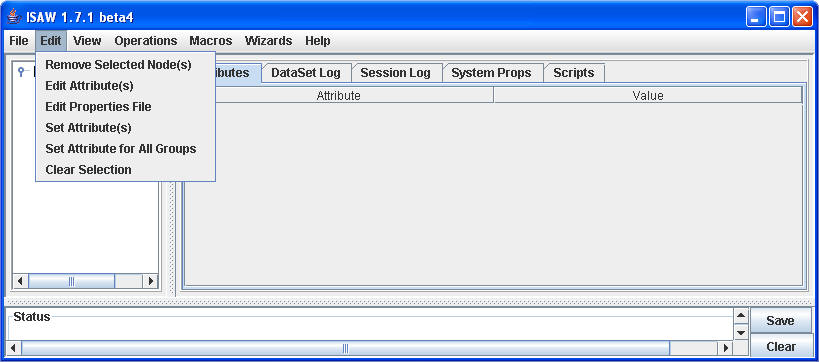 ISAW 1.7.1 beta4
File Edit View Operations Macros Wizards Help
Remove Selected Node(s)
Edit Attribute(s)
Edit Properties File
Set Attribute(s)
Set Attribute for All Groups
Clear Selection
DataSet Log Session Log System Props Scripts
Attribute Value
Status
Save
Clear